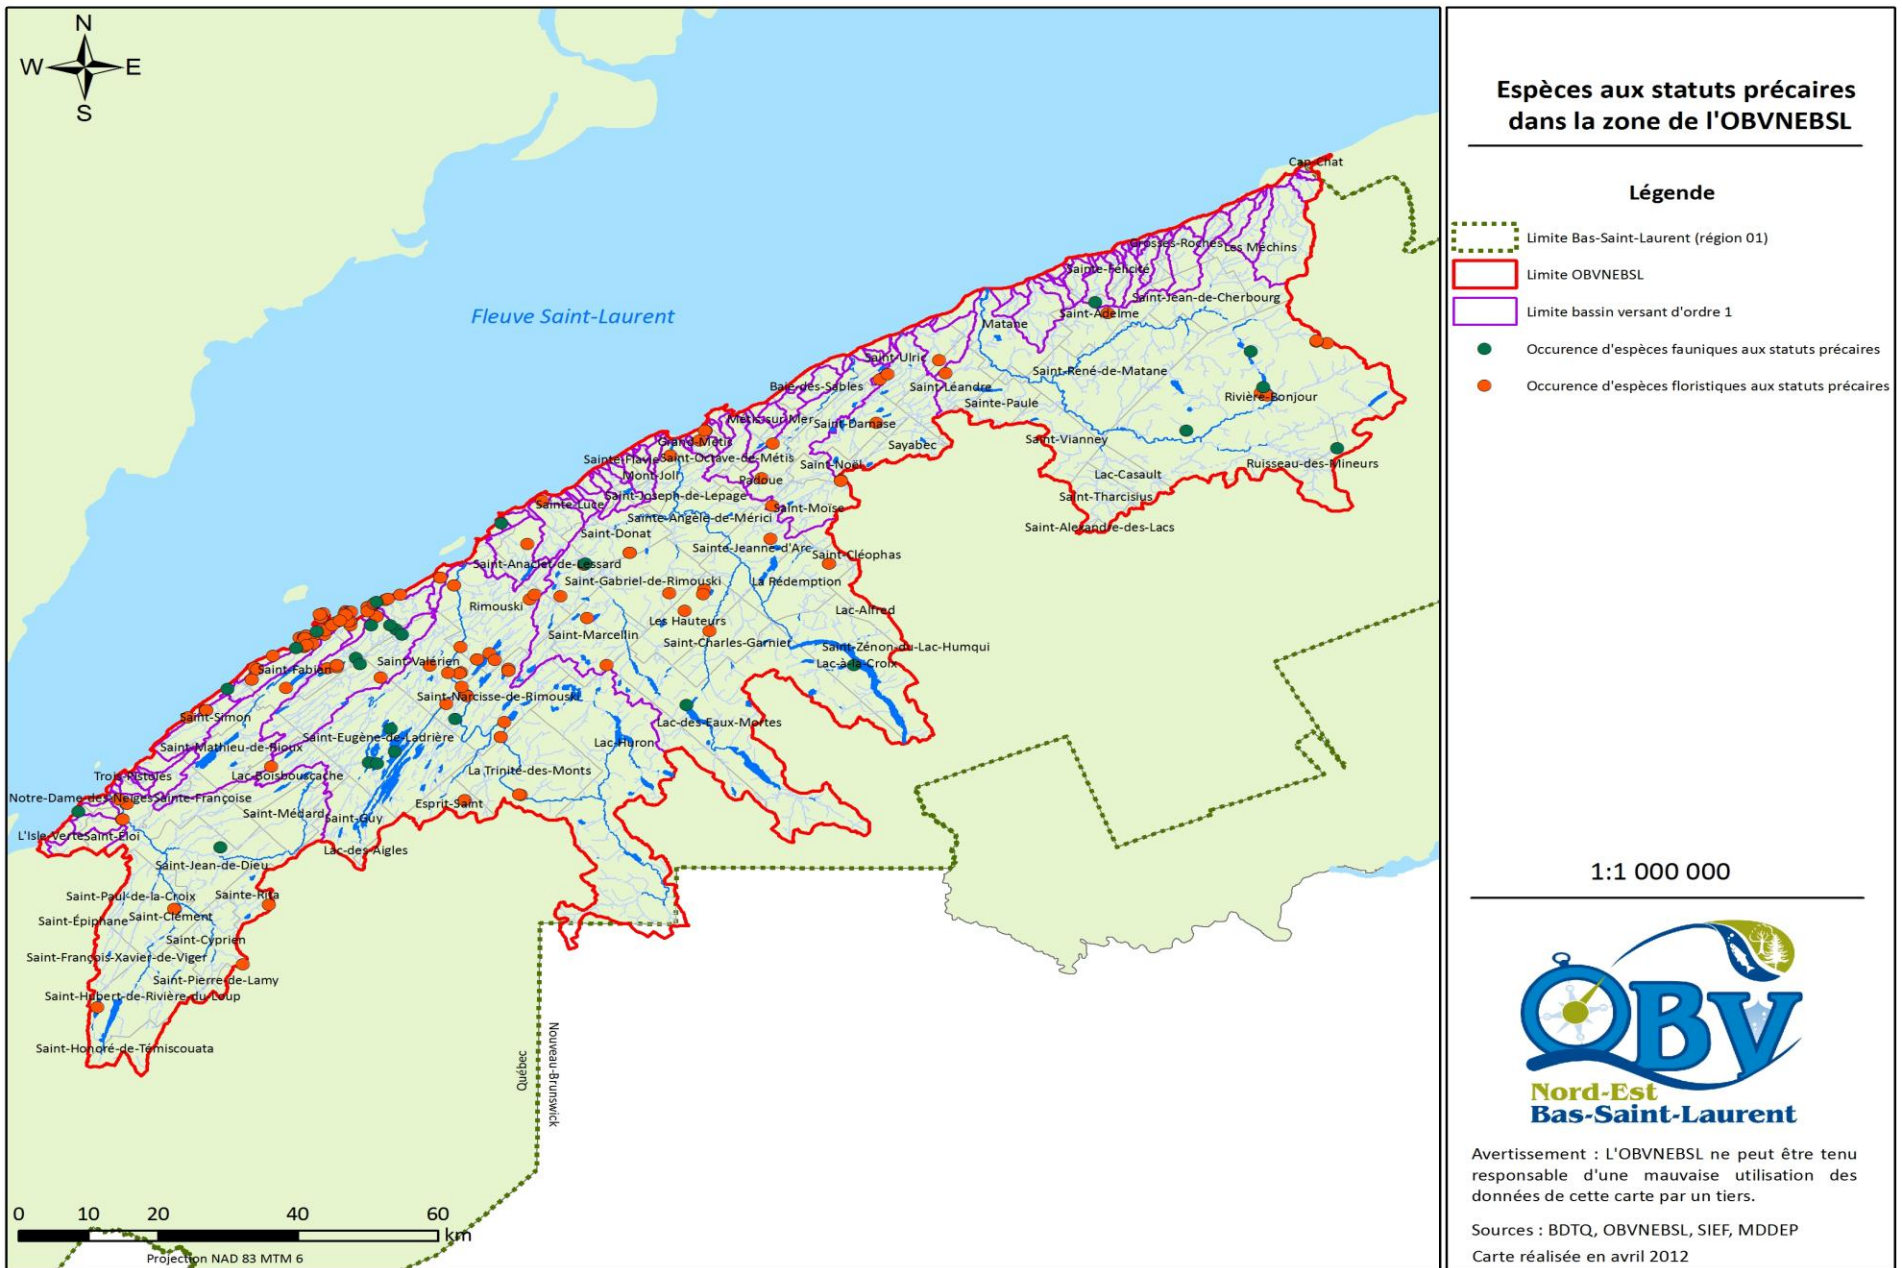 N
W
E
S
Fleuve Saint-Laurent
Cap-Chat
Grosses-Roches
Les Méchins
Sainte-Félicité
Saint-Jean-de-Cherbourg
Saint-Adelme
Matane
Saint-Ulric
Saint-René-de-Matane
Baie-des-Sables
Saint-Léandre
Rivière-Bonjour
Sainte-Paule
Métis-sur-Mer
Saint-Damase
Grand-Métis
Sayabec
Saint-Vianney
Sainte-Flavie
Saint-Octave-de-Métis
Saint-Noël
Ruisseau-des-Mineurs
Mont-Joli
Padoue
Lac-Casault
Saint-Joseph-de-Lepage
Saint-Tharcisius
Sainte-Luce
Saint-Moïse
Sainte-Angèle-de-Mérici
Saint-Alexandre-des-Lacs
Saint-Donat
Sainte-Jeanne-d'Arc
Saint-Cléophas
Saint-Anaclet-de-Lessard
Saint-Gabriel-de-Rimouski
La Rédemption
Rimouski
Lac-Alfred
Les Hauteurs
Saint-Marcellin
Saint-Charles-Garnier
Saint-Zénon-du-Lac-Humqui
Saint-Valérien
Lac-à-la-Croix
Saint-Fabien
Saint-Narcisse-de-Rimouski
Saint-Simon
Lac-des-Eaux-Mortes
Saint-Eugène-de-Ladrière
Lac-Huron
Saint-Mathieu-de-Rioux
Trois-Pistoles
Lac-Boisbouscache
La Trinité-des-Monts
Notre-Dame-des-Neiges
Sainte-Françoise
Esprit-Saint
Saint-Médard
Saint-Guy
L'Isle-Verte
Saint-Éloi
Lac-des-Aigles
Saint-Jean-de-Dieu
Saint-Paul-de-la-Croix
Sainte-Rita
Saint-Épiphane
Saint-Clément
Saint-Cyprien
Saint-François-Xavier-de-Viger
Saint-Pierre-de-Lamy
Saint-Hubert-de-Rivière-du-Loup
Saint-Honoré-de-Témiscouata
Québec
Nouveau-Brunswick
0 10 20 40 60
km
Projection NAD 83 MTM 6
Espèces aux statuts précaires
dans la zone de l'OBVNEBSL
Légende
Limite Bas-Saint-Laurent (région 01)
Limite OBVNEBSL
Limite bassin versant d'ordre 1
Occurence d'espèces fauniques aux statuts précaires
Occurence d'espèces floristiques aux statuts précaires
1:1 000 000
OBV
Nord-Est
Bas-Saint-Laurent
Avertissement : L'OBVNEBSL ne peut être tenu
responsable d'une mauvaise utilisation des
données de cette carte par un tiers.
Sources : BDTQ, OBVNEBSL, SIEF, MDDEP
Carte réalisée en avril 2012